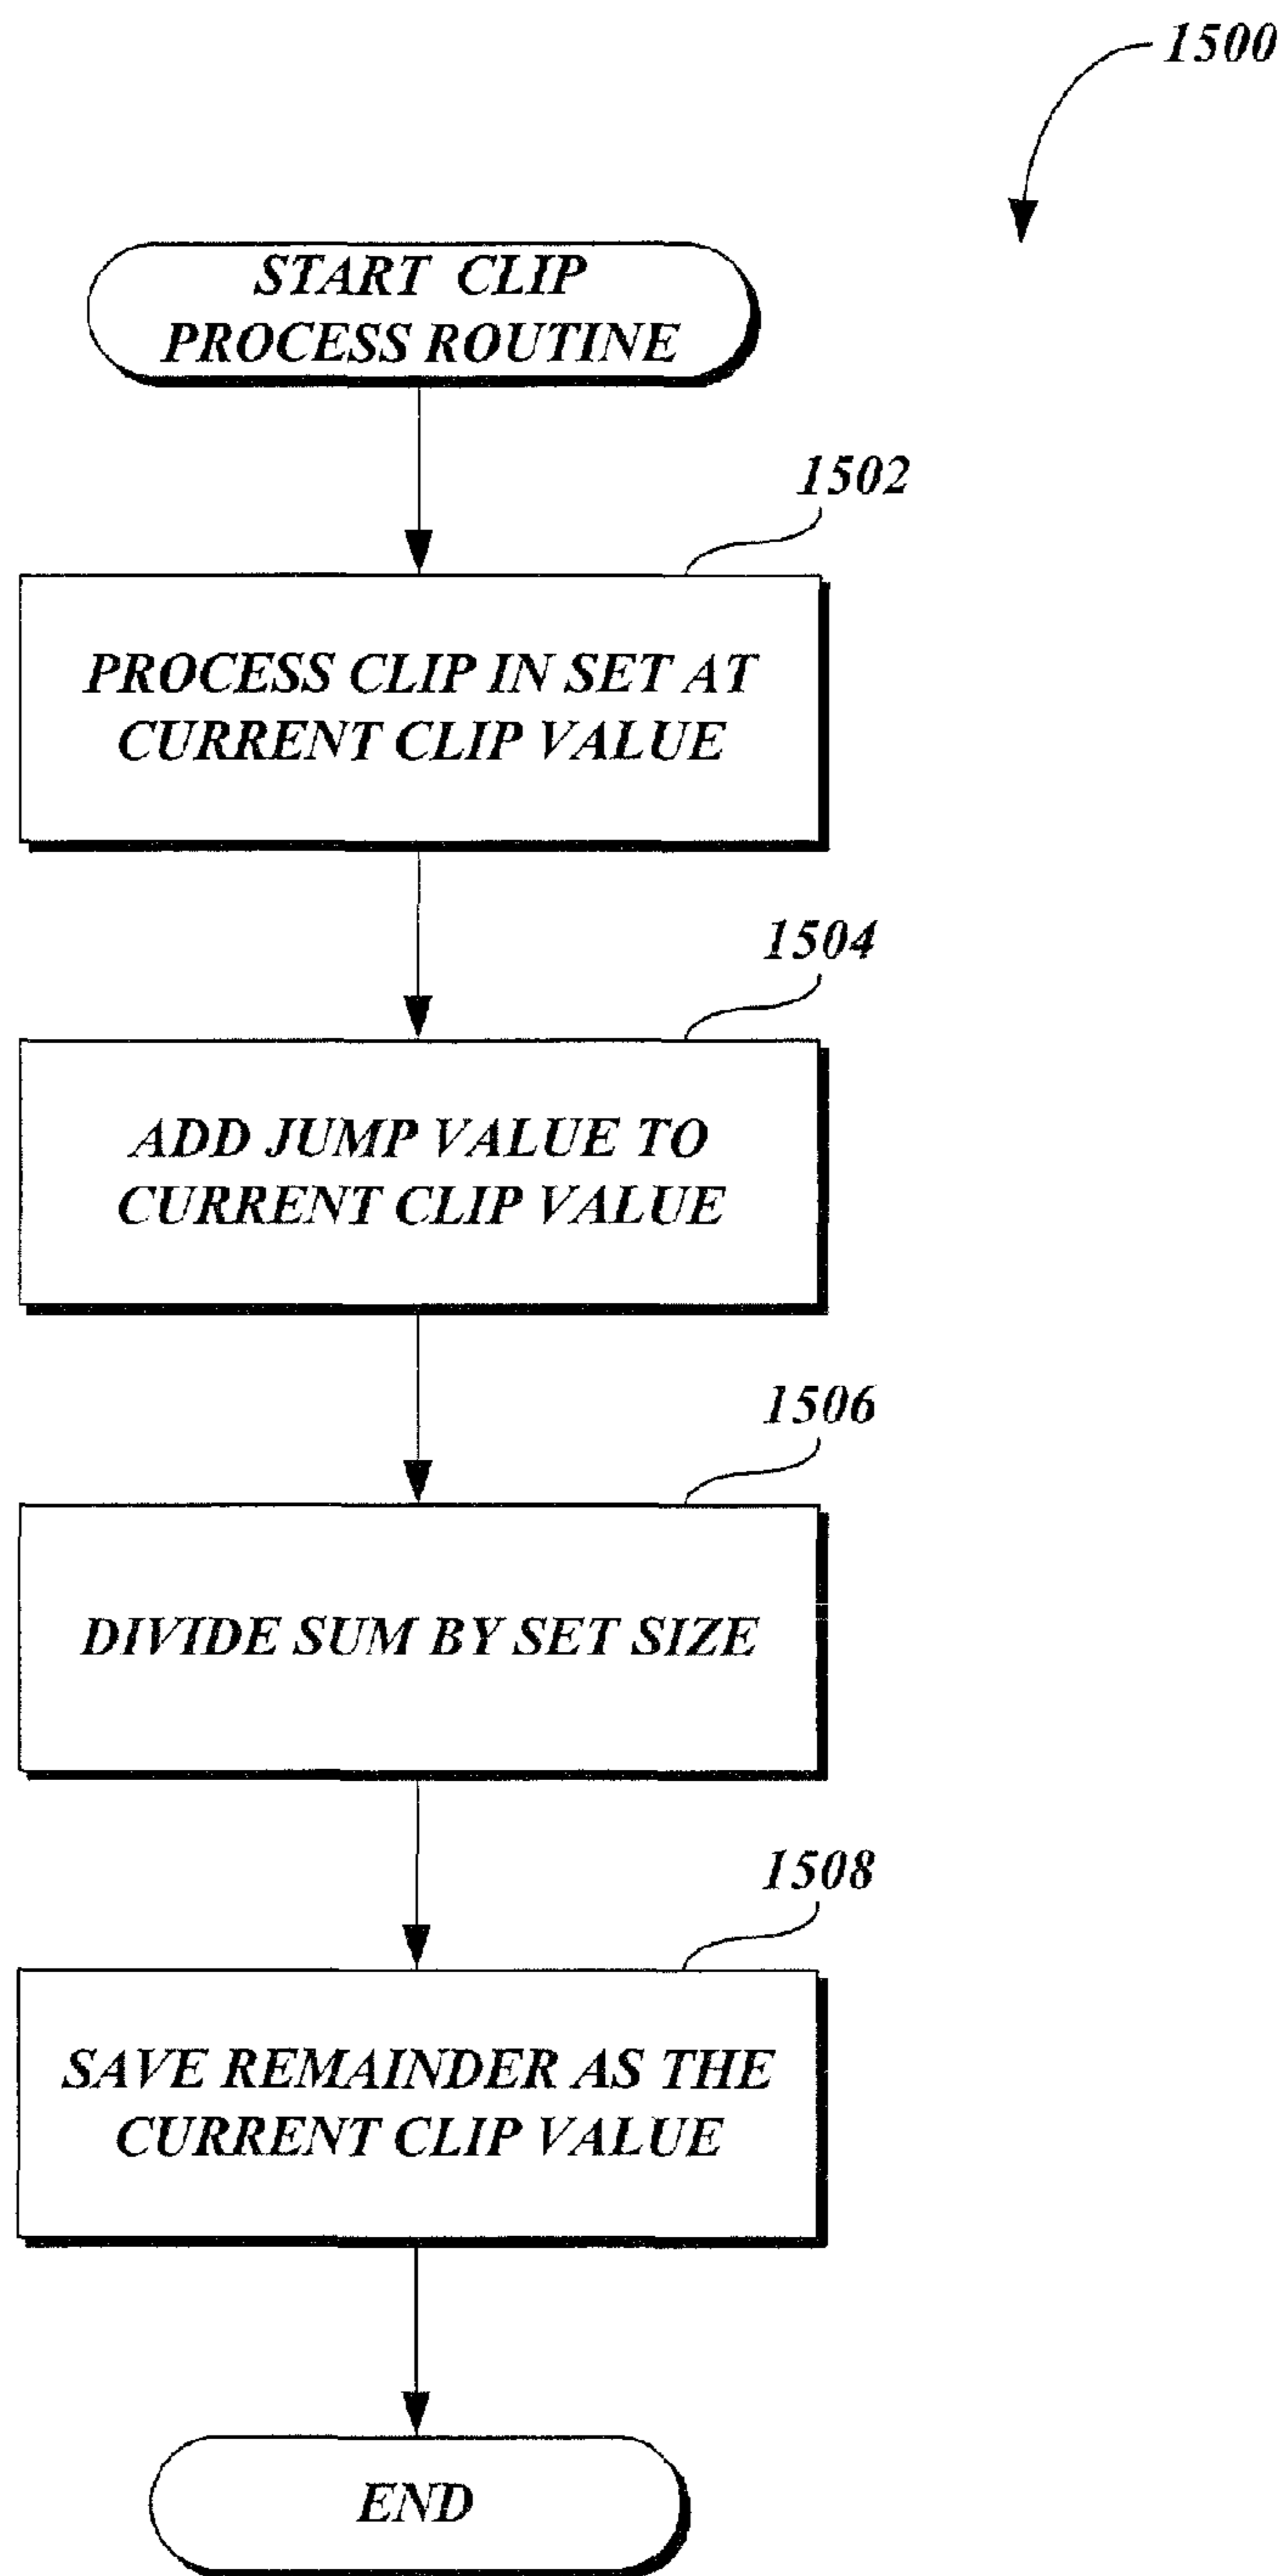 1500
START CLIP
PROCESS ROUTINE
1502
PROCESS CLIP IN SET AT
CURRENT CLIP VALUE
1504
ADD JUMP VALUE TO
CURRENT CLIP VALUE
1506
DIVIDE SUM BY SET SIZE
1508
SAVE REMAINDER AS THE
CURRENT CLIP VALUE
END